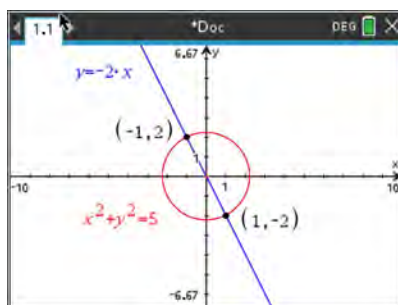 1.1 *Doc DEG
6.67 y
y=-2·x
(-1,2)
1
x
-10 1 10
x²+y²=5
(1,-2)
-6.67